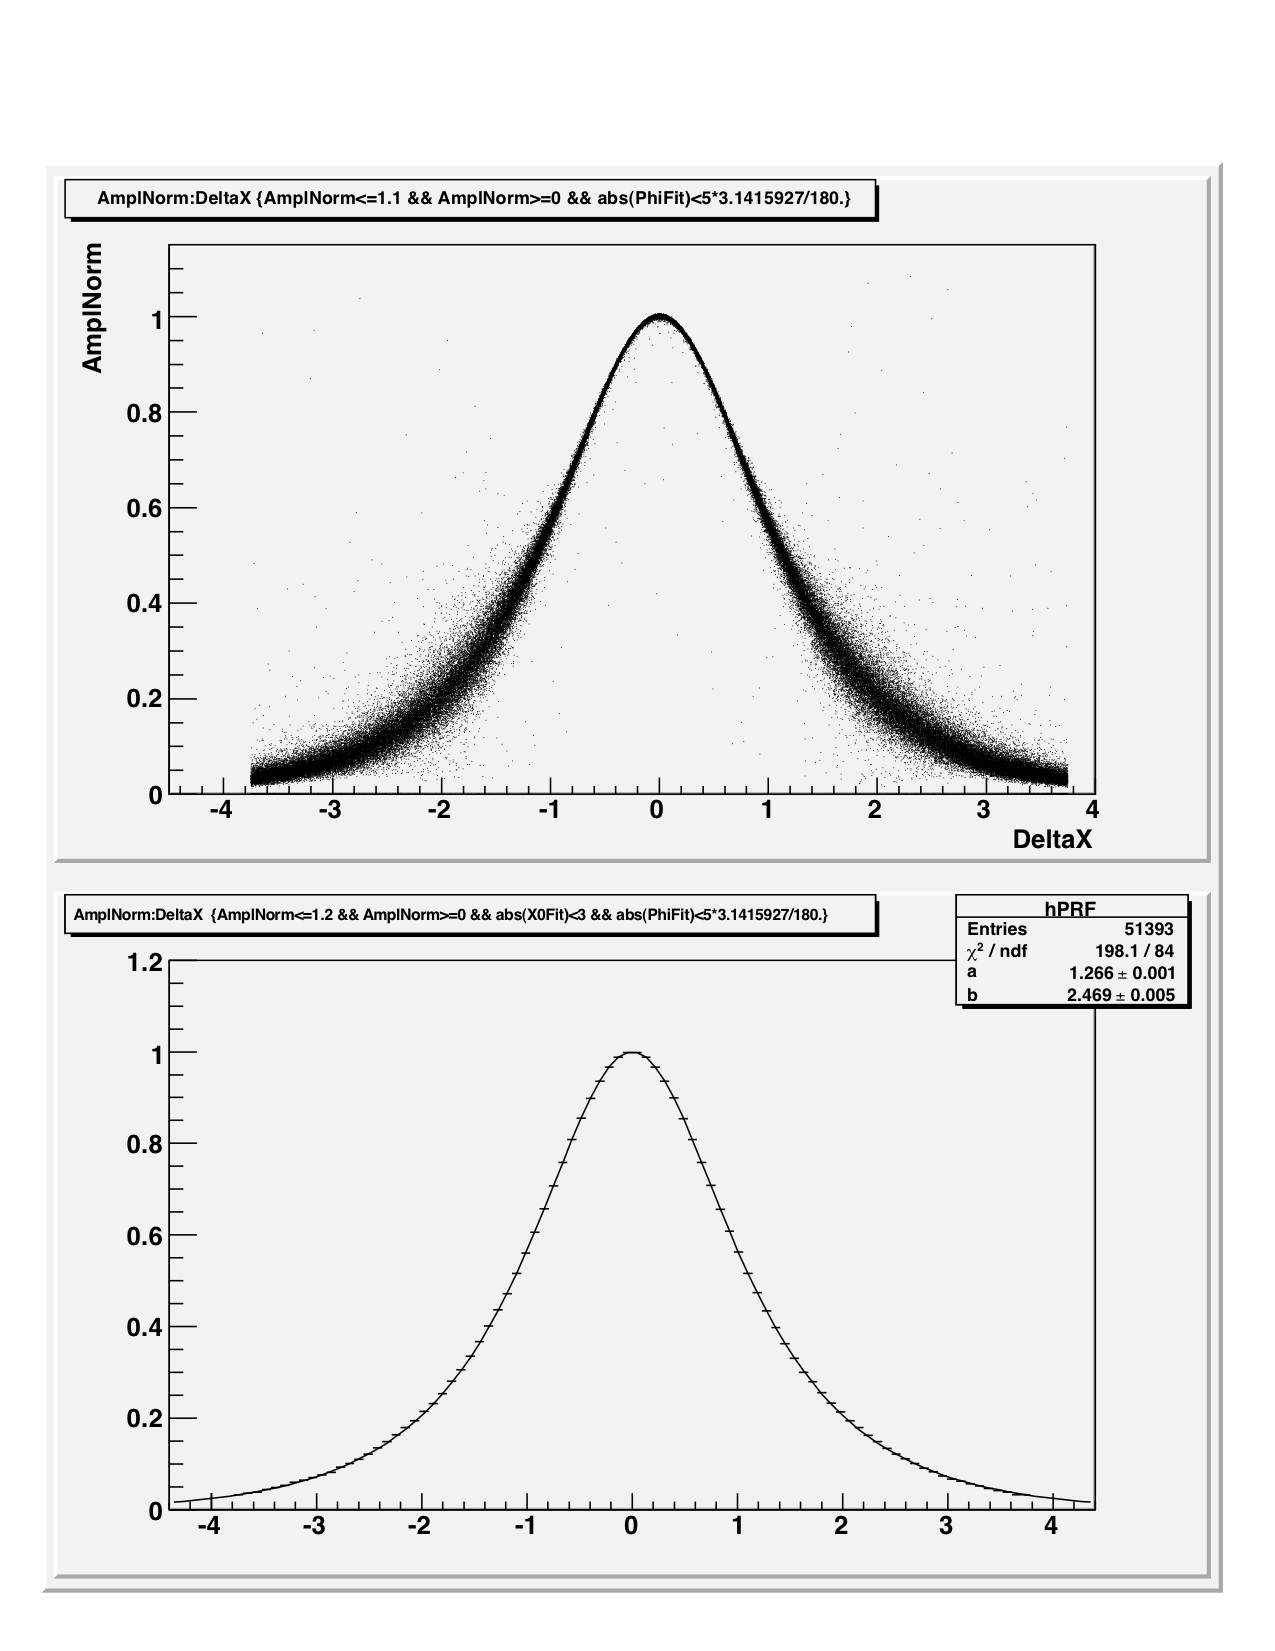 AmplNorm:DeltaX {AmplNorm<=1.1 && AmplNorm>=0 && abs(PhiFit)<5*3.1415927/180.}
AmplNorm
1
0.8
0.6
0.4
0.2
0
-4 -3 -2 -1 0 1 2 3 4
DeltaX
AmplNorm:DeltaX {AmplNorm<=1.2 && AmplNorm>=0 && abs(X0Fit)<3 && abs(PhiFit)<5*3.1415927/180.}
hPRF
Entries 51393
χ² / ndf 198.1 / 84
a 1.266 ± 0.001
b 2.469 ± 0.005
1.2
1
0.8
0.6
0.4
0.2
0
-4 -3 -2 -1 0 1 2 3 4